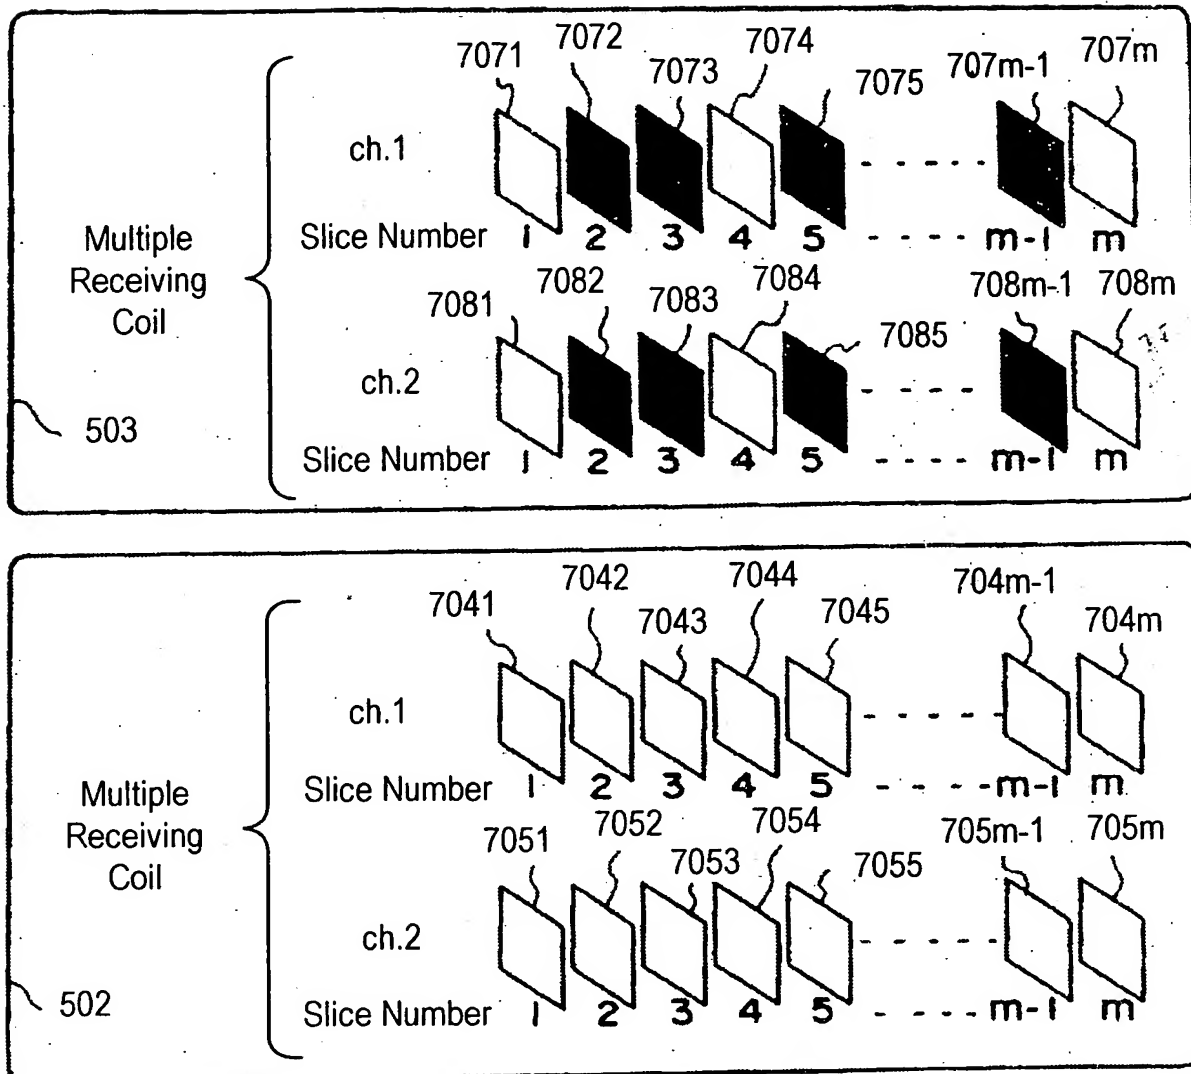 7071 7072 7073 7074 7075 707m-1 707m
ch.1
Multiple
Receiving
Coil
Slice Number 1 2 3 4 5 m-1 m
7081 7082 7083 7084 7085 708m-1 708m
ch.2
503
Slice Number 1 2 3 4 5 m-1 m
7041 7042 7043 7044 7045 704m-1 704m
ch.1
Multiple
Receiving
Coil
Slice Number 1 2 3 4 5 m-1 m
7051 7052 7053 7054 7055 705m-1 705m
ch.2
502
Slice Number 1 2 3 4 5 m-1 m